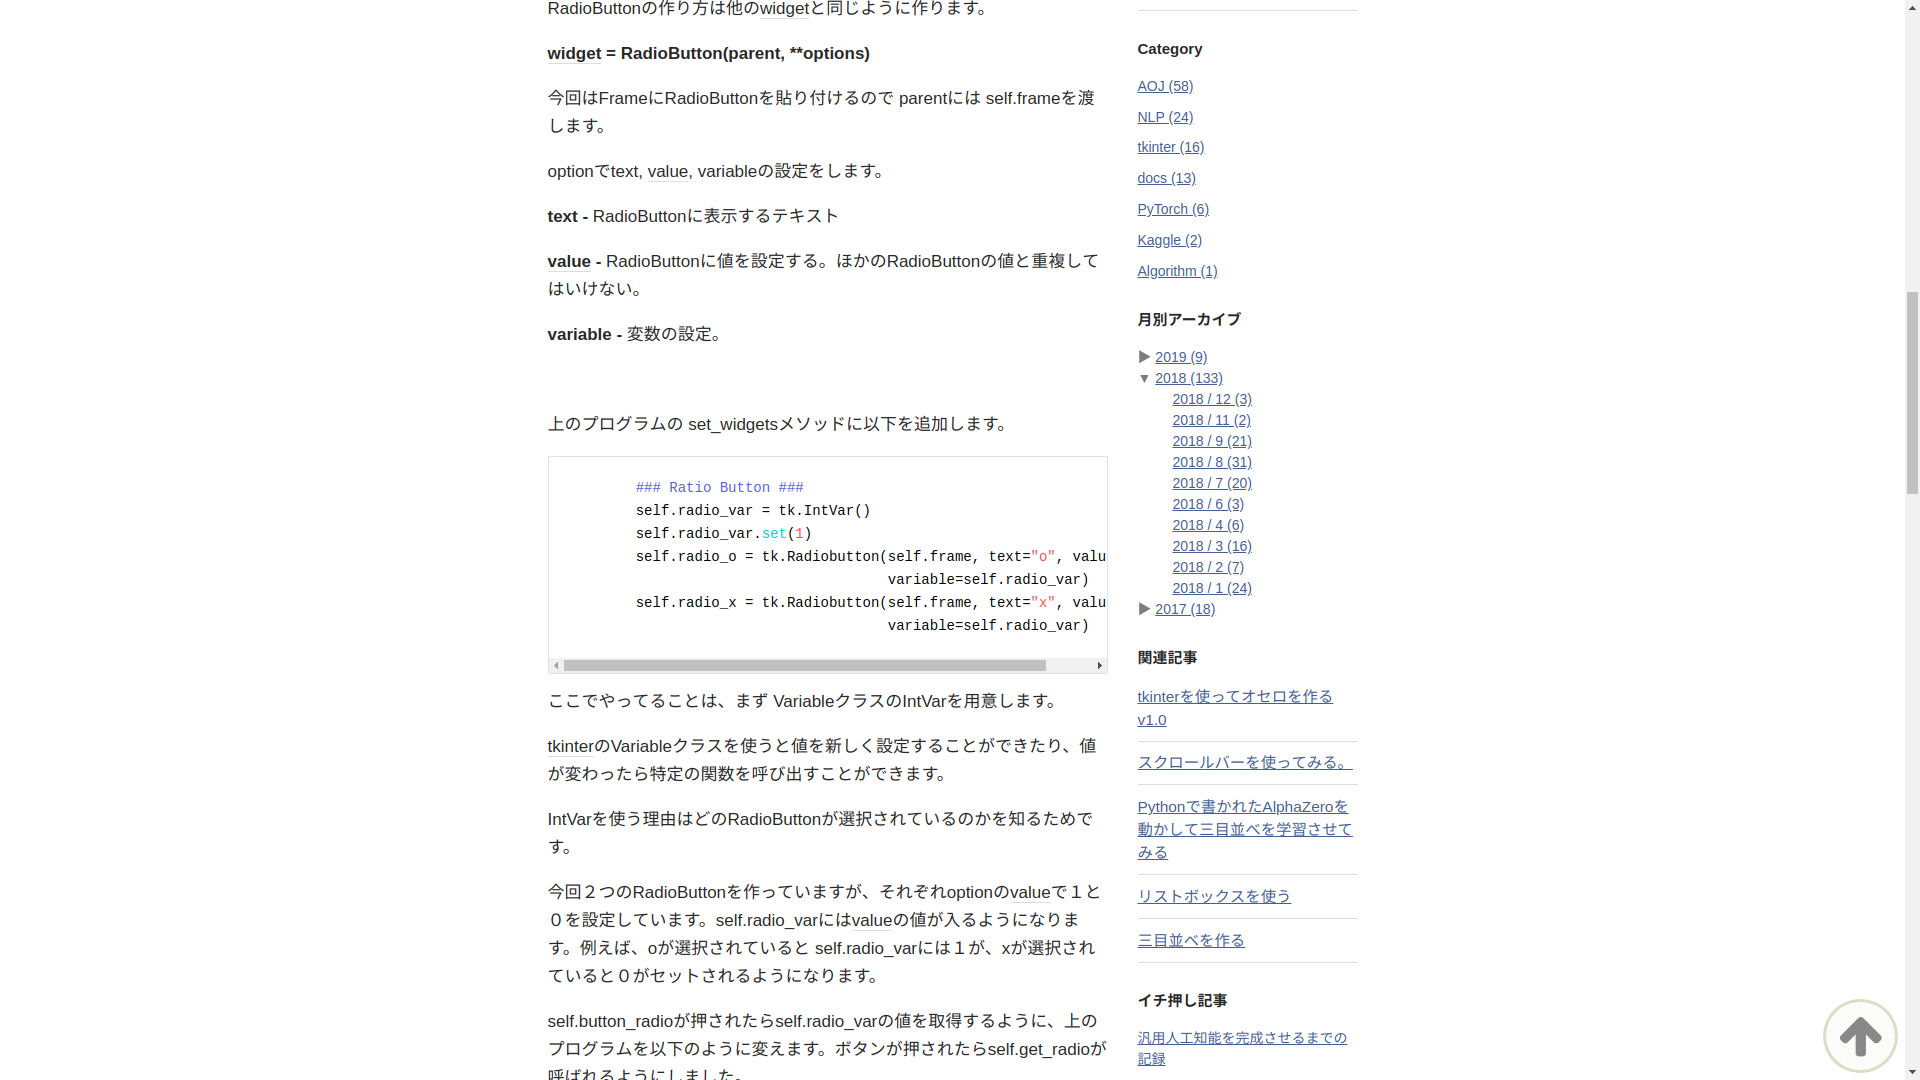 RadioButtonの作り方は他のwidgetと同じように作ります。
widget = RadioButton(parent, **options)
今回はFrameにRadioButtonを貼り付けるので parentには self.frameを渡
します。
optionでtext, value, variableの設定をします。
text - RadioButtonに表示するテキスト
value - RadioButtonに値を設定する。ほかのRadioButtonの値と重複して
はいけない。
variable - 変数の設定。
上のプログラムの set_widgetsメソッドに以下を追加します。
### Ratio Button ###
self.radio_var = tk.IntVar()
self.radio_var.set(1)
self.radio_o = tk.Radiobutton(self.frame, text="o", valu
variable=self.radio_var)
self.radio_x = tk.Radiobutton(self.frame, text="x", valu
variable=self.radio_var)
ここでやってることは、まず VariableクラスのIntVarを用意します。
tkinterのVariableクラスを使うと値を新しく設定することができたり、値
が変わったら特定の関数を呼び出すことができます。
IntVarを使う理由はどのRadioButtonが選択されているのかを知るためで
す。
今回２つのRadioButtonを作っていますが、それぞれoptionのvalueで１と
０を設定しています。self.radio_varにはvalueの値が入るようになりま
す。例えば、oが選択されていると self.radio_varには１が、xが選択され
ていると０がセットされるようになります。
self.button_radioが押されたらself.radio_varの値を取得するように、上の
プログラムを以下のように変えます。ボタンが押されたらself.get_radioが
呼ばれるようにしました。
Category
AOJ (58)
NLP (24)
tkinter (16)
docs (13)
PyTorch (6)
Kaggle (2)
Algorithm (1)
月別アーカイブ
▶ 2019 (9)
▼ 2018 (133)
2018 / 12 (3)
2018 / 11 (2)
2018 / 9 (21)
2018 / 8 (31)
2018 / 7 (20)
2018 / 6 (3)
2018 / 4 (6)
2018 / 3 (16)
2018 / 2 (7)
2018 / 1 (24)
▶ 2017 (18)
関連記事
tkinterを使ってオセロを作る
v1.0
スクロールバーを使ってみる。
Pythonで書かれたAlphaZeroを
動かして三目並べを学習させて
みる
リストボックスを使う
三目並べを作る
イチ押し記事
汎用人工知能を完成させるまでの
記録